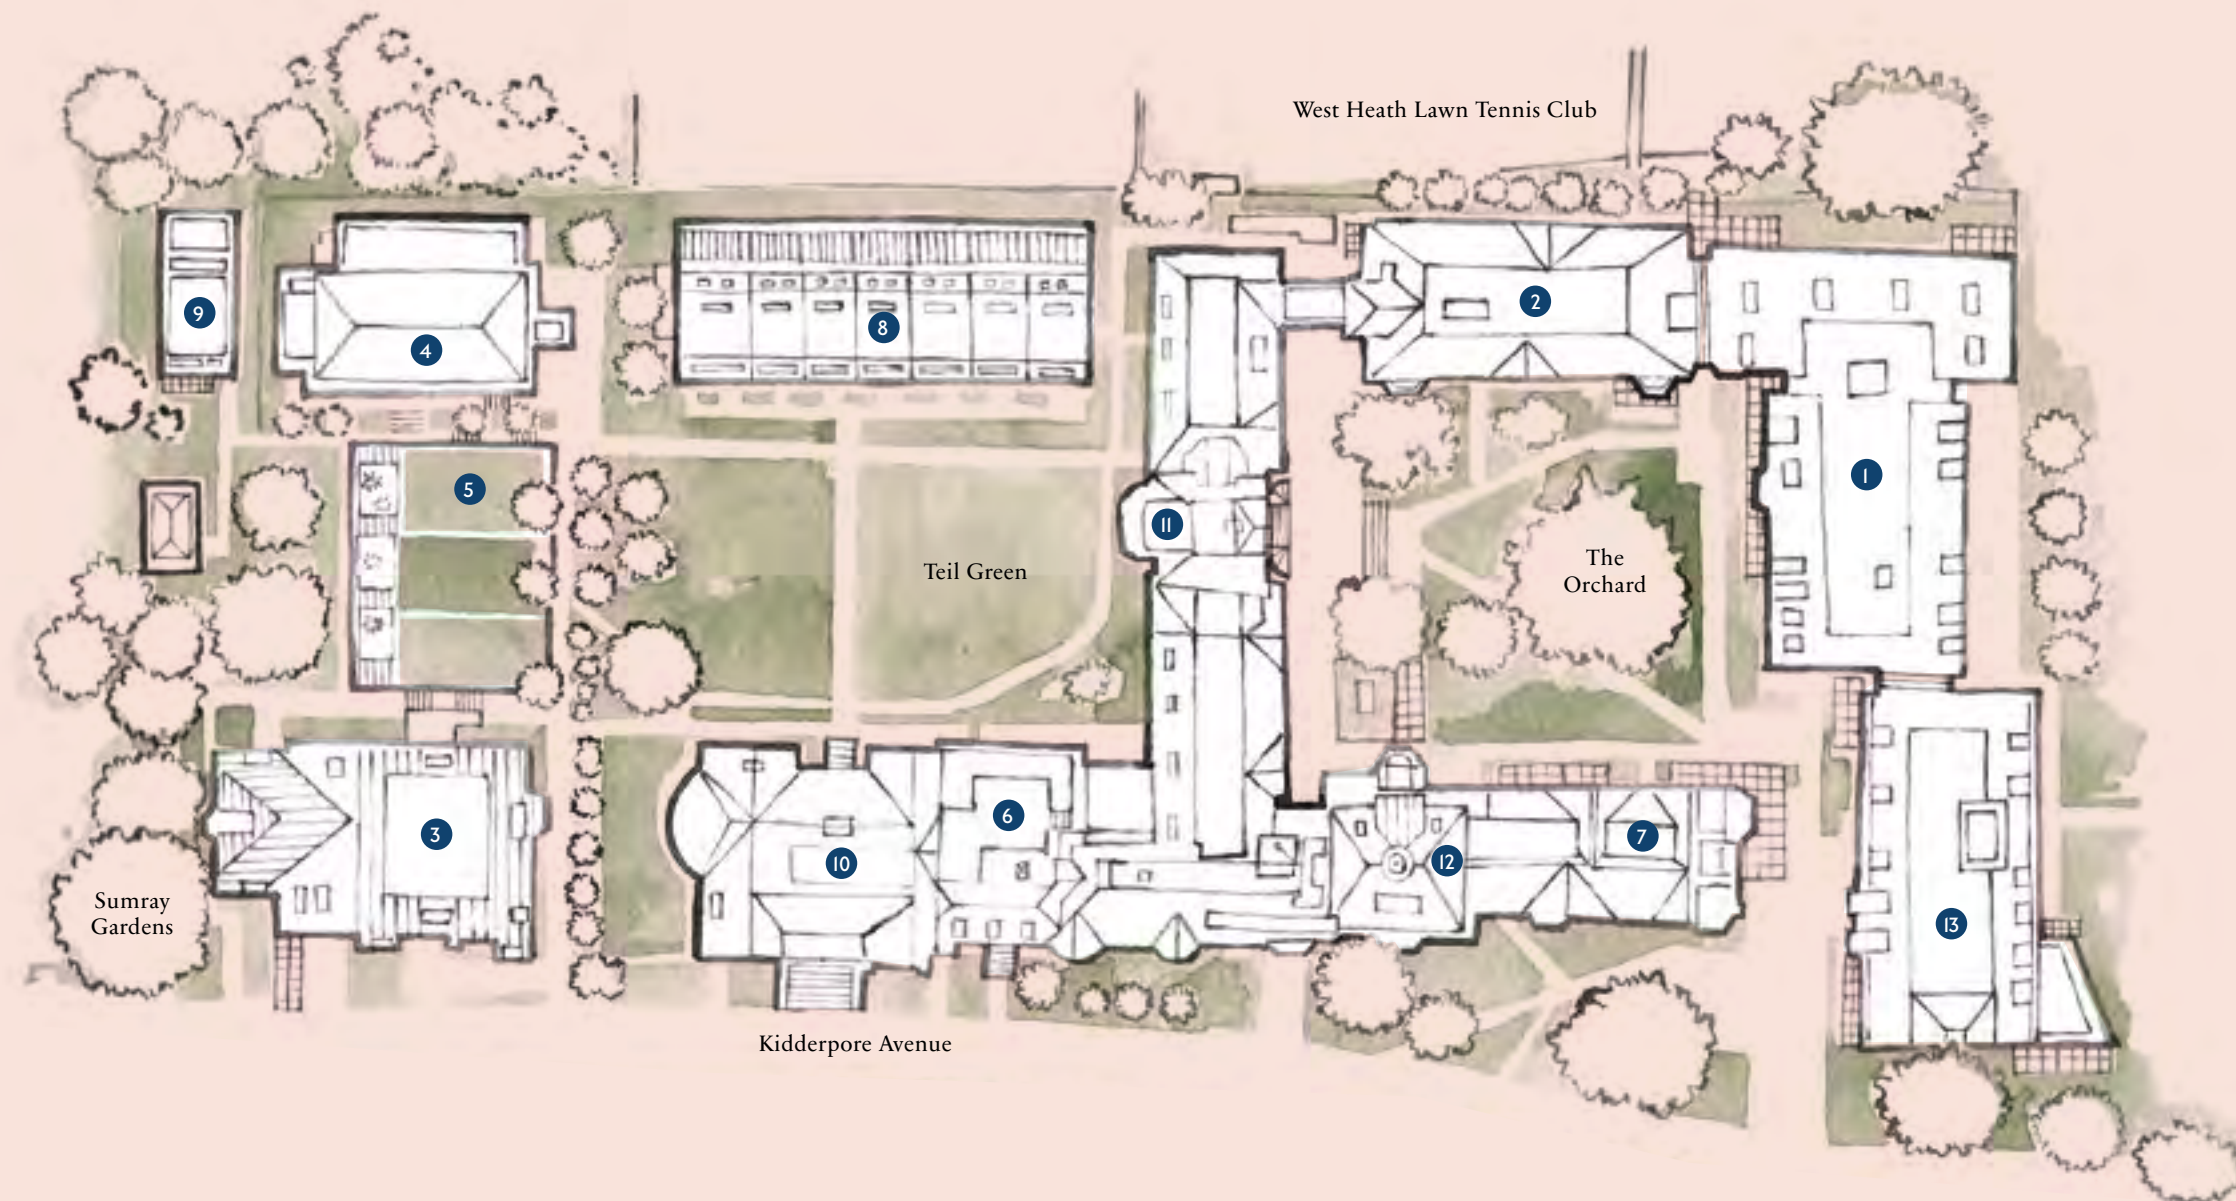 West Heath Lawn Tennis Club
9
4
8
2
5
11
1
Teil Green
The
Orchard
3
6
10
12
7
13
Sumray
Gardens
Kidderpore Avenue